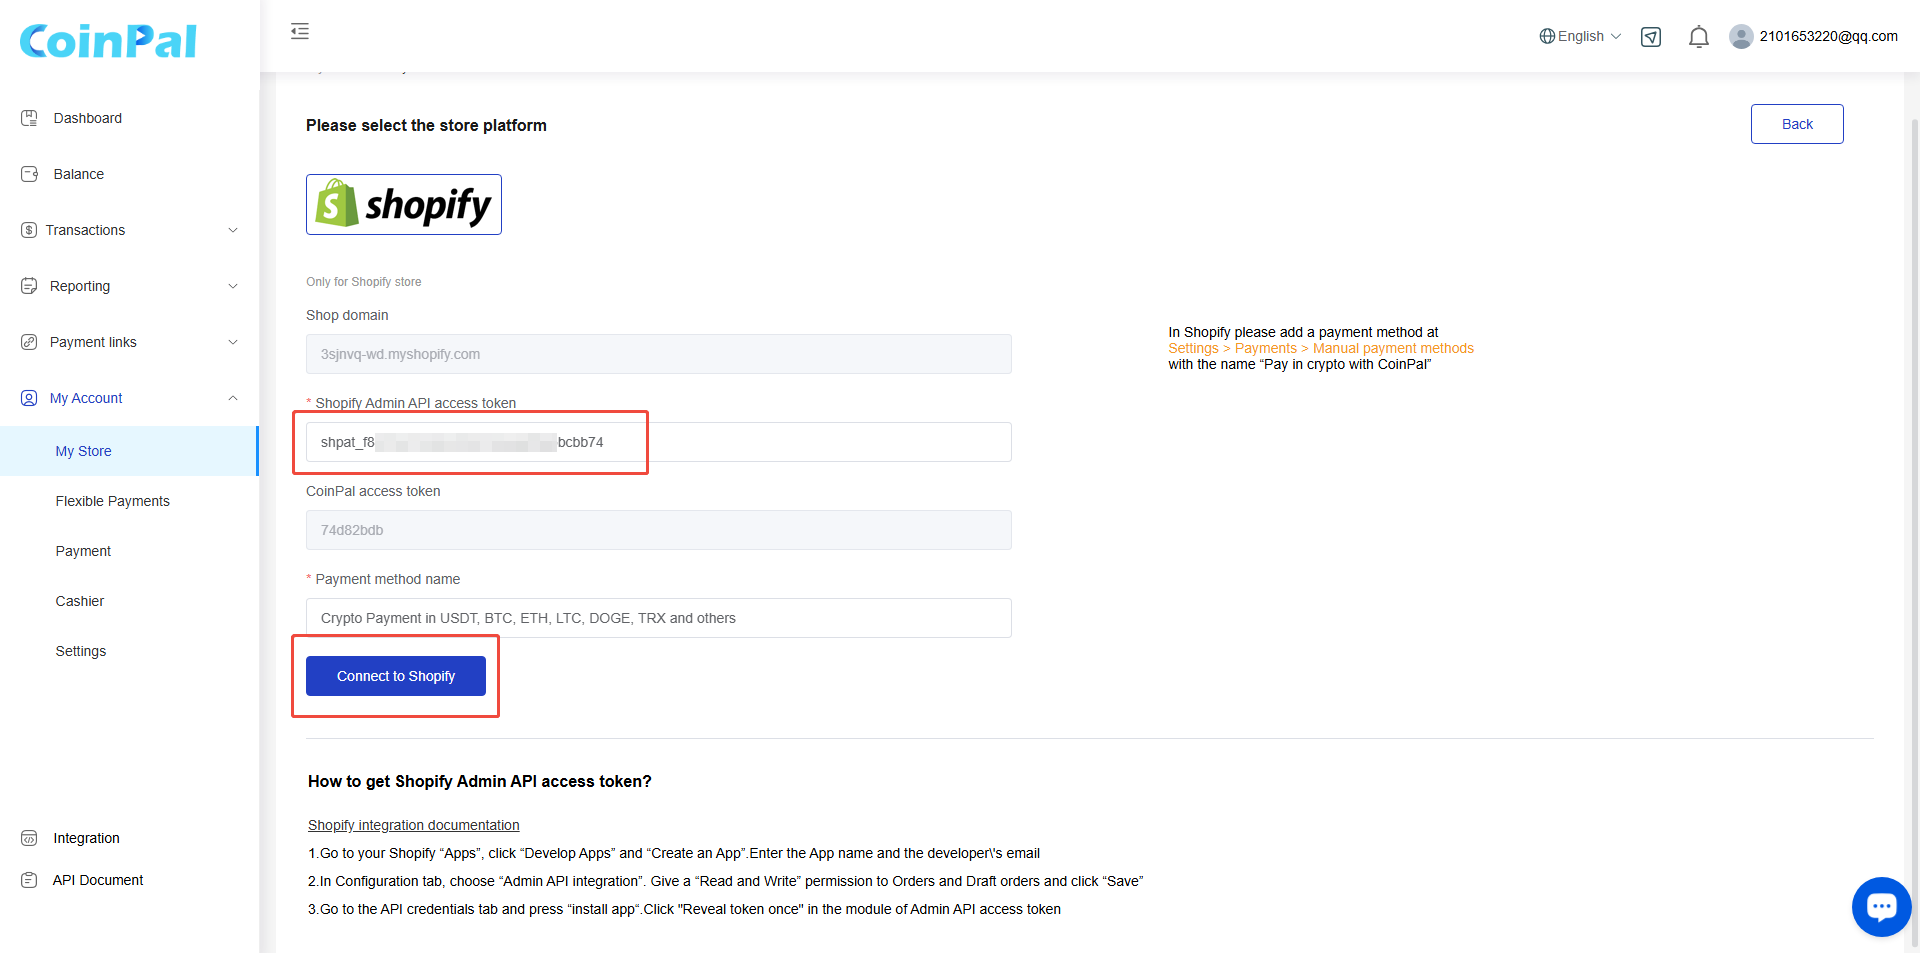 CoinPal
English
2101653220@qq.com
Dashboard
Balance
Transactions
Reporting
Payment links
My Account
My Store
Flexible Payments
Payment
Cashier
Settings
Integration
API Document
Please select the store platform
Back
shopify
Only for Shopify store
Shop domain
3sjnvq-wd.myshopify.com
* Shopify Admin API access token
shpat_f8
bcbb74
CoinPal access token
74d82bdb
* Payment method name
Crypto Payment in USDT, BTC, ETH, LTC, DOGE, TRX and others
Connect to Shopify
In Shopify please add a payment method at
Settings > Payments > Manual payment methods
with the name “Pay in crypto with CoinPal”
How to get Shopify Admin API access token?
Shopify integration documentation
1.Go to your Shopify “Apps”, click “Develop Apps” and “Create an App”.Enter the App name and the developer\'s email
2.In Configuration tab, choose “Admin API integration”. Give a “Read and Write” permission to Orders and Draft orders and click “Save”
3.Go to the API credentials tab and press “install app“.Click "Reveal token once" in the module of Admin API access token